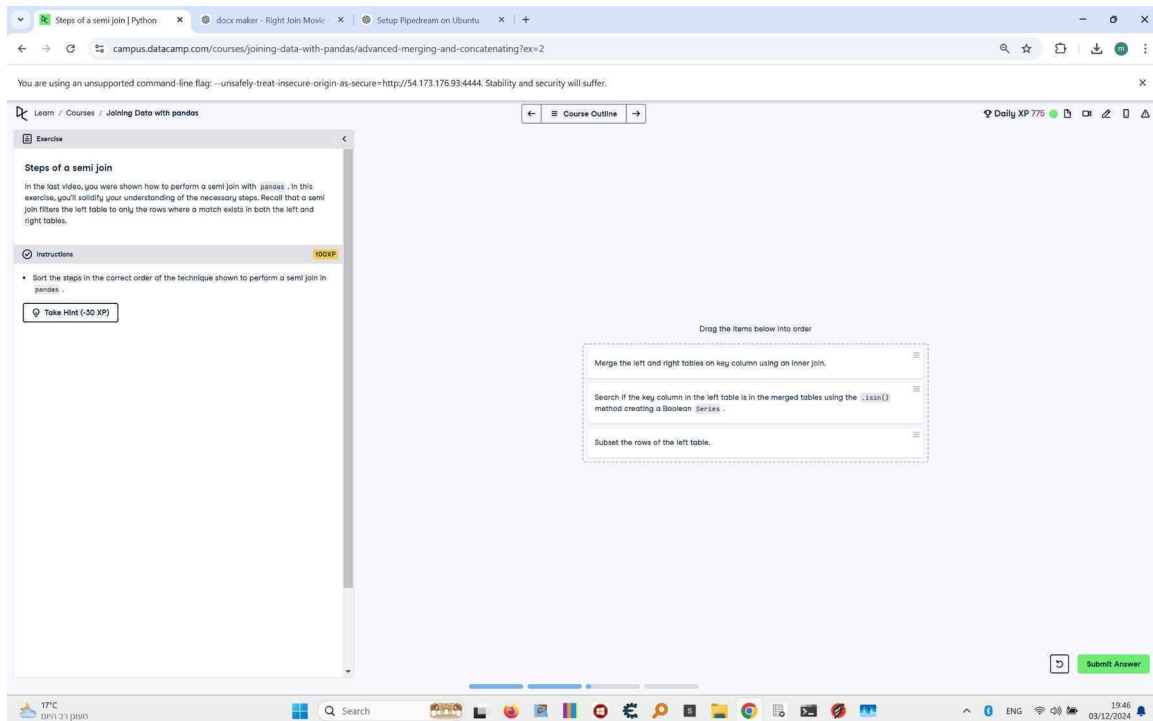 Steps of a semi join | Python
docx maker - Right Join Movie
Setup Pipedream on Ubuntu
campus.datacamp.com/courses/joining-data-with-pandas/advanced-merging-and-concatenating?ex=2
m
You are using an unsupported command-line flag: --unsafely-treat-insecure-origin-as-secure=http://54.173.176.93:4444. Stability and security will suffer.
Learn / Courses / Joining Data with pandas
Course Outline
Daily XP 775
Exercise
Steps of a semi join
In the last video, you were shown how to perform a semi join with pandas . In this
exercise, you'll solidify your understanding of the necessary steps. Recall that a semi
join filters the left table to only the rows where a match exists in both the left and
right tables.
Instructions
100XP
• Sort the steps in the correct order of the technique shown to perform a semi join in
pandas .
Take Hint (-30 XP)
Drag the items below into order
Merge the left and right tables on key column using an inner join.
Search if the key column in the left table is in the merged tables using the .isin()
method creating a Boolean Series .
Subset the rows of the left table.
Submit Answer
17°C
מעונן רב היום
Search
ENG
19:46
03/12/2024